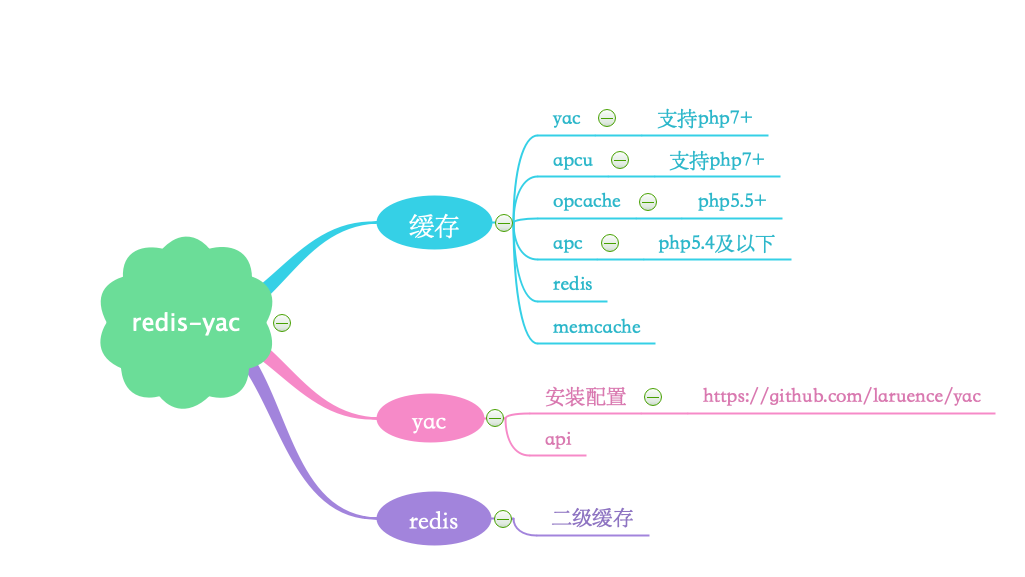 redis-yac
缓存
yac 支持php7+
apcu 支持php7+
opcache php5.5+
apc php5.4及以下
redis
memcache
yac
安装配置 https://github.com/laruence/yac
api
redis
二级缓存